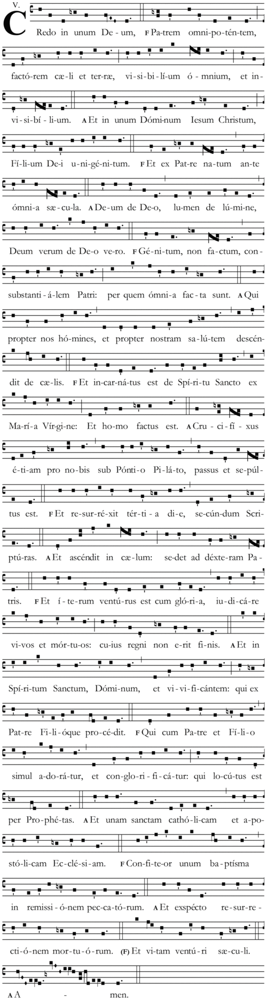 V.
CRedo in unum De-um, F Pa-trem omni-po-tén-tem,
factó-rem cæ-li et ter-ræ, vi-si-bi-lí-um ó-mnium, et in-
vi-si-bí-li-um. A Et in unum Dómi-num Iesum Christum,
Fí-li-um De-i u-ni-gé-ni-tum. F Et ex Pat-re na-tum an-te
ómni-a sæ-cu-la. A De-um de De-o, lu-men de lú-mi-ne,
Deum verum de De-o ve-ro. F Gé-ni-tum, non fa-ctum, con-
substanti-á-lem Patri: per quem ómni-a fac-ta sunt. A Qui
propter nos hó-mines, et propter nostram sa-lú-tem descén-
dit de cæ-lis. F Et in-car-ná-tus est de Spí-ri-tu Sancto ex
Ma-rí-a Vír-gi-ne: Et ho-mo factus est. A Cru-ci-fí-xus
é-ti-am pro no-bis sub Pónti-o Pi-lá-to, passus et se-púl-
tus est. F Et re-sur-ré-xit tér-ti-a di-e, se-cún-dum Scri-
ptú-ras. A Et ascéndit in cæ-lum: se-det ad déxte-ram Pa-
tris. F Et í-te-rum ventú-rus est cum gló-ri-a, iu-di-cá-re
vi-vos et mór-tu-os: cu-ius regni non e-rit fi-nis. A Et in
Spí-ri-tum Sanctum, Dómi-num, et vi-vi-fi-cántem: qui ex
Pat-re Fi-li-óque pro-cé-dit. F Qui cum Pa-tre et Fí-li-o
simul a-do-rá-tur, et con-glo-ri-fi-cá-tur: qui lo-cú-tus est
per Pro-phé-tas. A Et unam sanctam cathó-li-cam et a-po-
stó-li-cam Ec-clé-si-am. F Con-fi-te-or unum ba-ptísma
in remissi-ó-nem pec-ca-tó-rum. A Et exspécto re-sur-re-
cti-ó-nem mor-tu-ó-rum. (F) Et vi-tam ventú-ri sæ-cu-li.
A A-men.